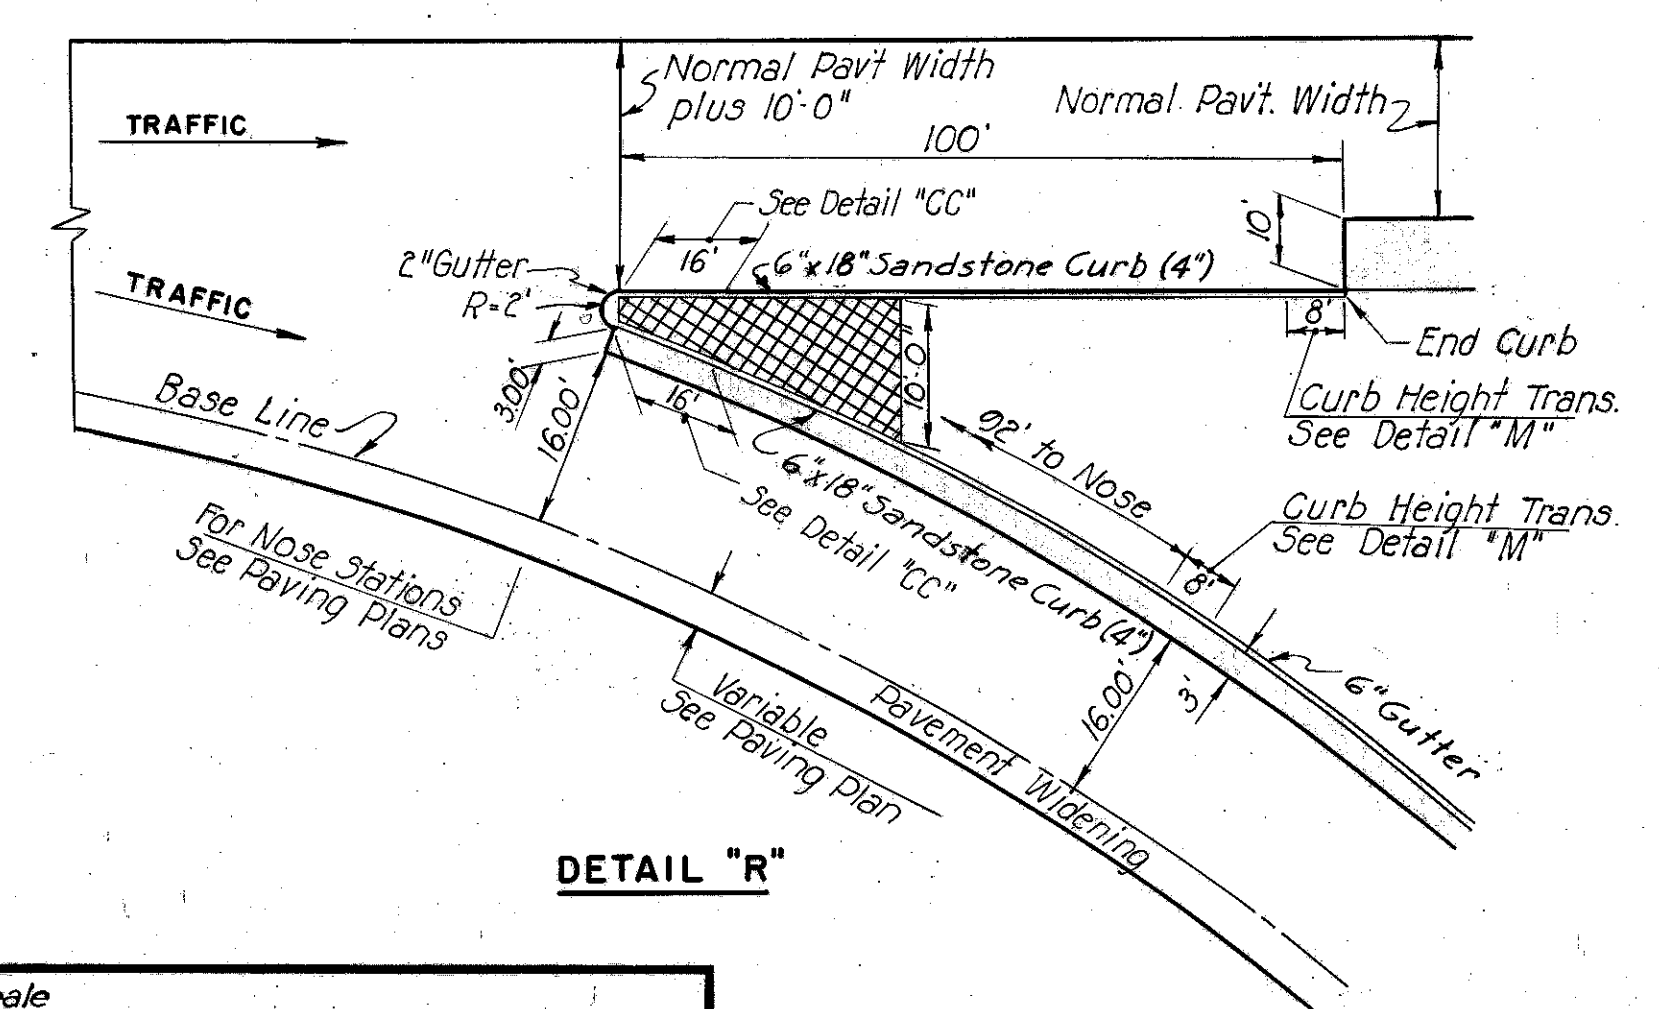 Normal Pav't Width
plus 10'-0"
Normal Pav't. Width
TRAFFIC
100'
See Detail "CC"
10'
16'
6"x18" Sandstone Curb (4")
2" Gutter
R=2'
TRAFFIC
8'
End Curb
3.00'
16.00'
10'-0
Base Line
16'
Curb Height Trans.
See Detail "M"
92' to Nose
6"x18" Sandstone Curb (4")
See Detail "CC"
Curb Height Trans.
See Detail "M"
8'
For Nose Stations
See Paving Plans
16.00'
3'
6" Gutter
Variable
See Paving Plan
Pavement Widening
DETAIL "R"